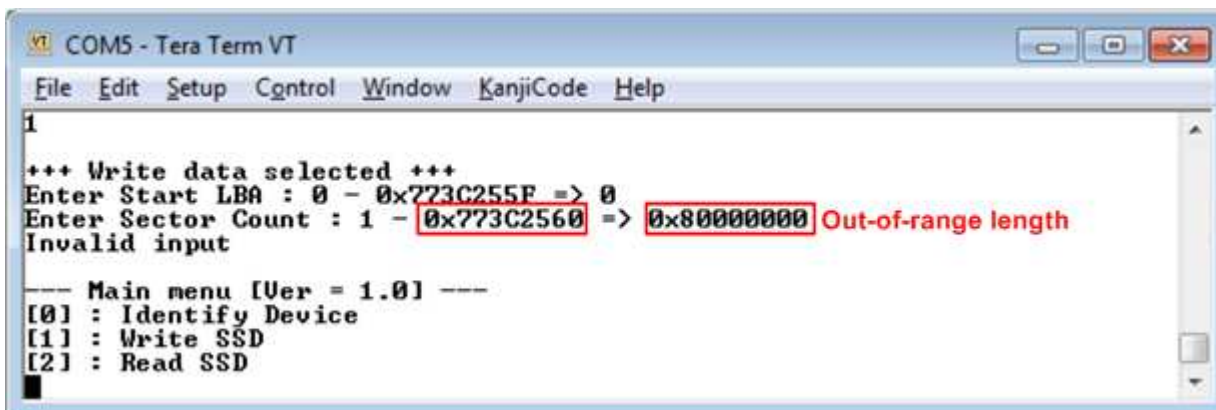 COM5 - Tera Term VT
File Edit Setup Control Window KanjiCode Help
1
+++ Write data selected +++
Enter Start LBA : 0 - 0x773C255F => 0
Enter Sector Count : 1 - 0x773C2560 => 0x80000000 Out-of-range length
Invalid input
--- Main menu [Ver = 1.0] ---
[0] : Identify Device
[1] : Write SSD
[2] : Read SSD